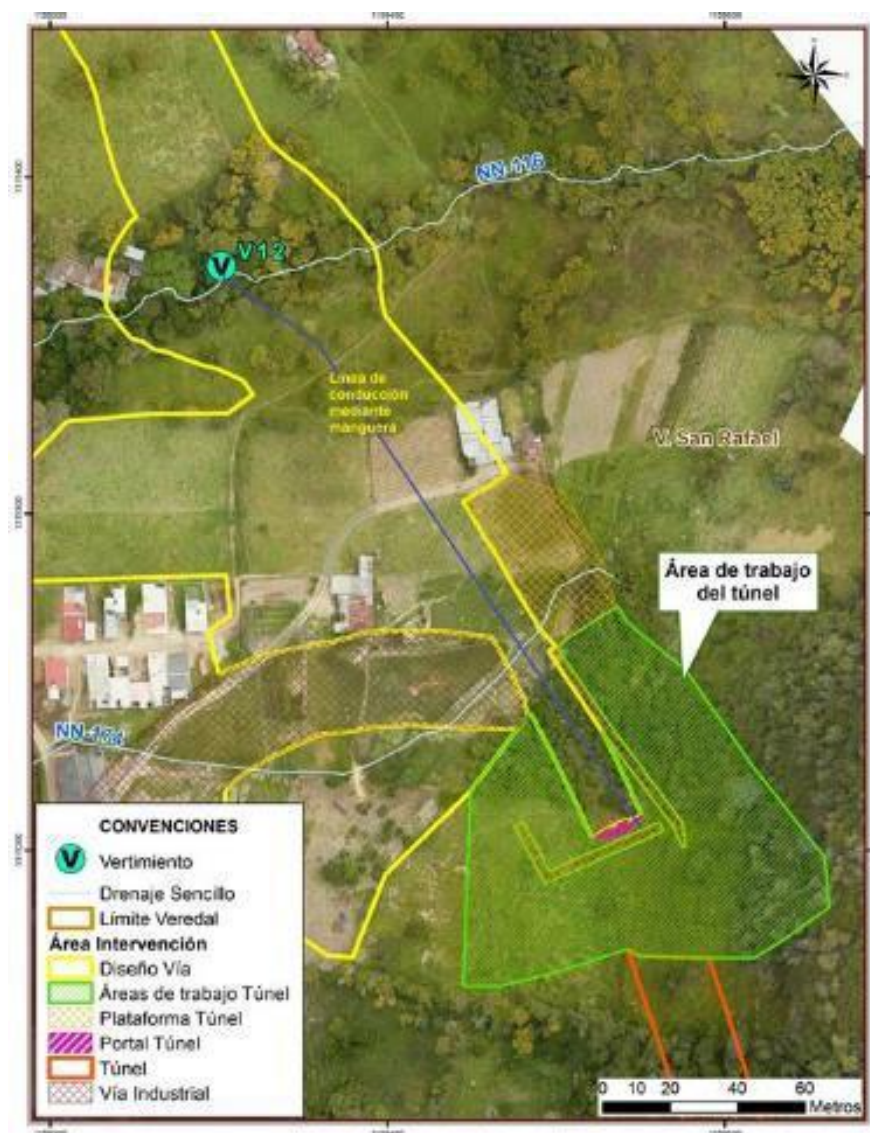 NN-116
V12
Línea de
conducción
mediante
manguera
V. San Rafael
Área de trabajo
del túnel
CONVENCIONES
V
Vertimiento
Drenaje Sencillo
Límite Veredal
Área Intervención
Diseño Vía
Áreas de trabajo Túnel
Plataforma Túnel
Portal Túnel
Túnel
Vía Industrial
0 10 20 40 60
Metros